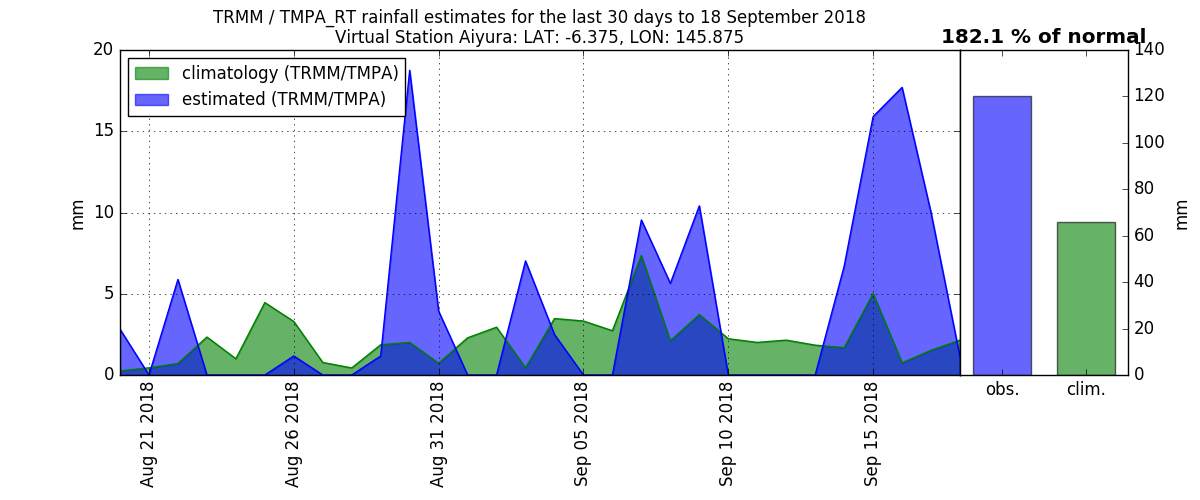 TRMM / TMPA_RT rainfall estimates for the last 30 days to 18 September 2018
Virtual Station Aiyura: LAT: -6.375, LON: 145.875
182.1 % of normal
climatology (TRMM/TMPA)
estimated (TRMM/TMPA)
20
15
10
5
0
mm
Aug 21 2018
Aug 26 2018
Aug 31 2018
Sep 05 2018
Sep 10 2018
Sep 15 2018
140
120
100
80
60
40
20
0
mm
obs.
clim.